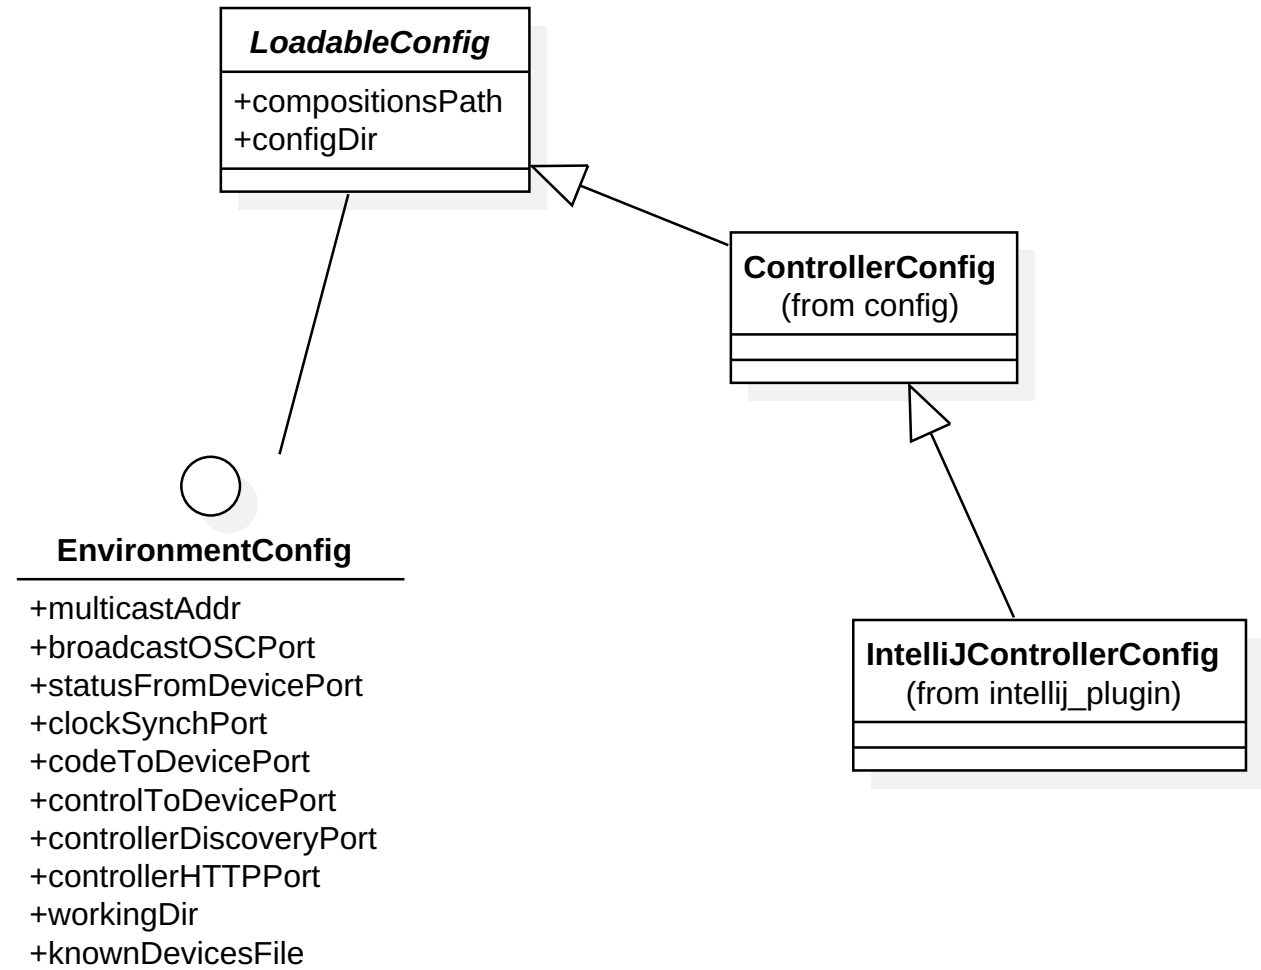 LoadableConfig
+compositionsPath
+configDir
ControllerConfig
(from config)
EnvironmentConfig
+multicastAddr
+broadcastOSCPort
+statusFromDevicePort
+clockSynchPort
+codeToDevicePort
+controlToDevicePort
+controllerDiscoveryPort
+controllerHTTPPort
+workingDir
+knownDevicesFile
IntelliJControllerConfig
(from intellij_plugin)